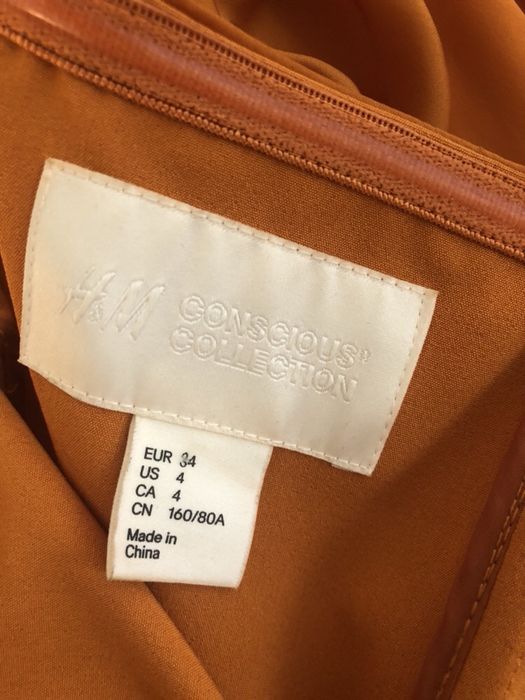 H&M
CONSCIOUS
COLLECTION
EUR 34
US 4
CA 4
CN 160/80A
Made in
China